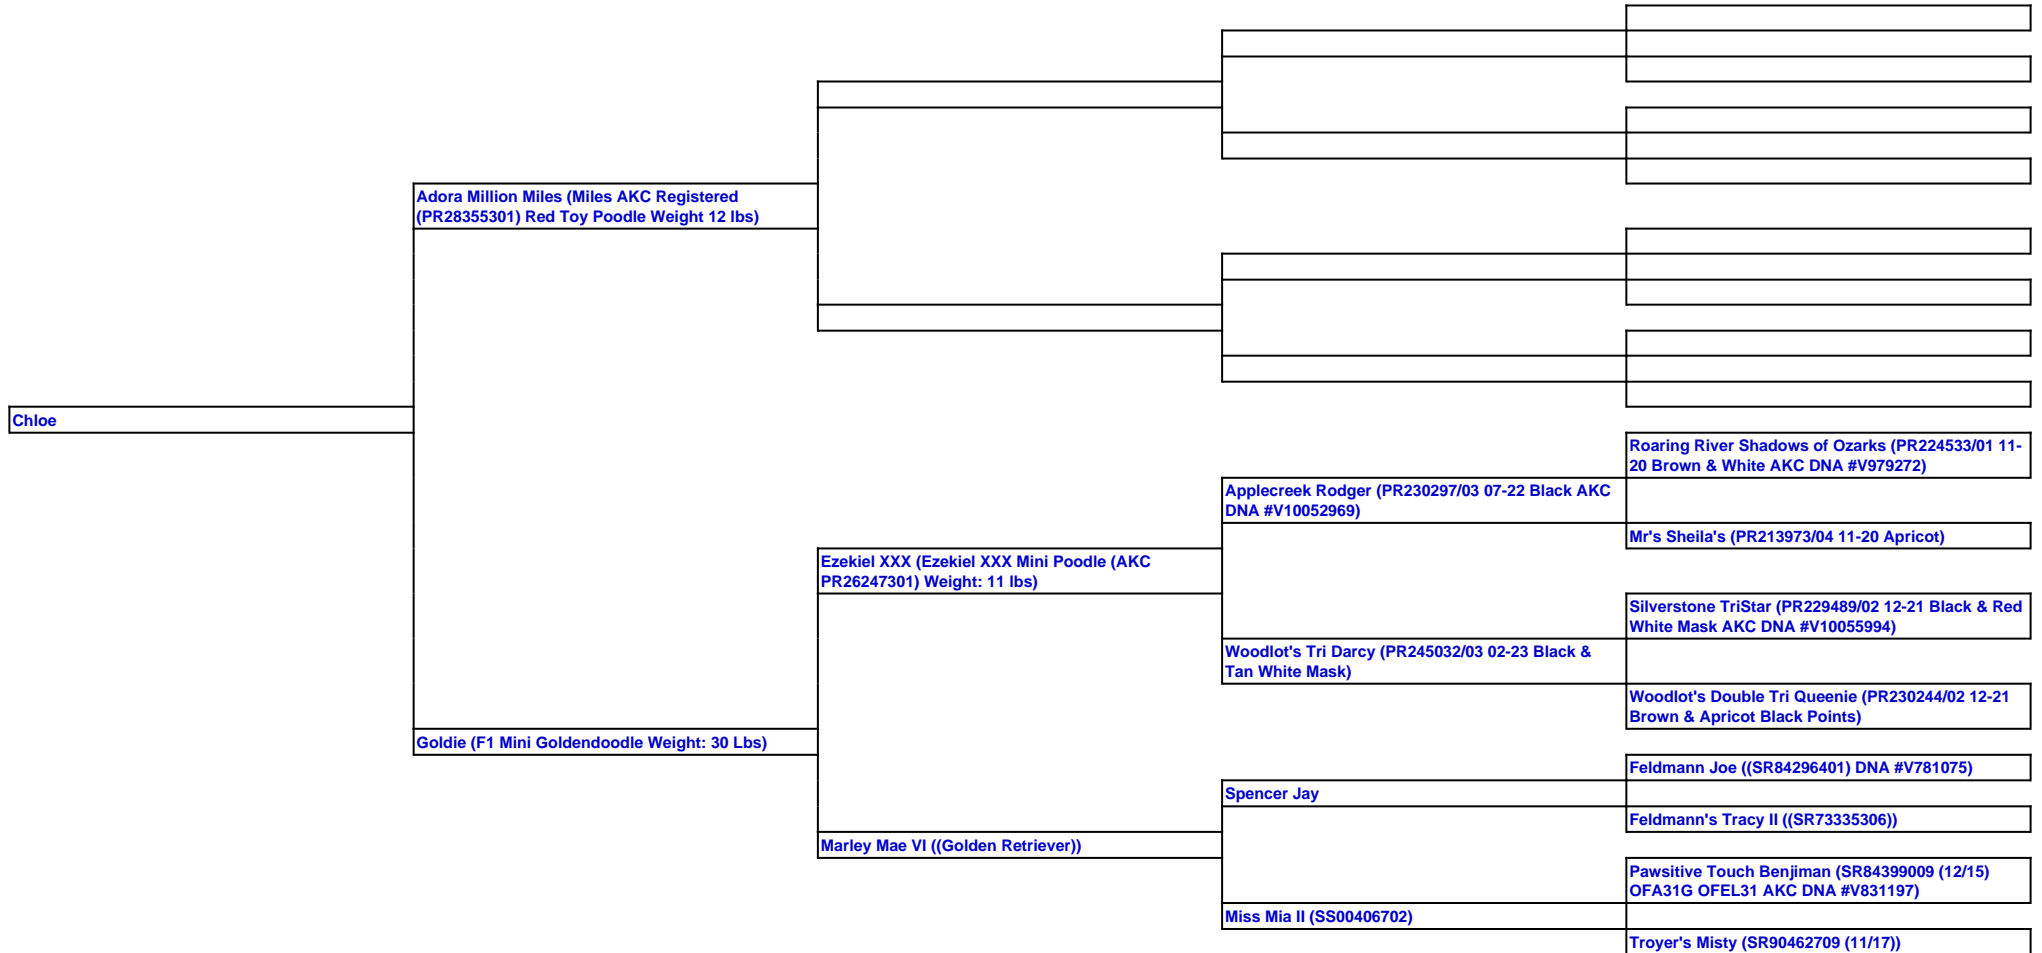 Adora Million Miles (Miles AKC Registered
(PR28355301) Red Toy Poodle Weight 12 lbs)
Chloe
Roaring River Shadows of Ozarks (PR224533/01 11-
20 Brown & White AKC DNA #V979272)
Applecreek Rodger (PR230297/03 07-22 Black AKC
DNA #V10052969)
Mr's Sheila's (PR213973/04 11-20 Apricot)
Ezekiel XXX (Ezekiel XXX Mini Poodle (AKC
PR26247301) Weight: 11 lbs)
Silverstone TriStar (PR229489/02 12-21 Black & Red
White Mask AKC DNA #V10055994)
Woodlot's Tri Darcy (PR245032/03 02-23 Black &
Tan White Mask)
Woodlot's Double Tri Queenie (PR230244/02 12-21
Brown & Apricot Black Points)
Goldie (F1 Mini Goldendoodle Weight: 30 Lbs)
Feldmann Joe ((SR84296401) DNA #V781075)
Spencer Jay
Feldmann's Tracy II ((SR73335306))
Marley Mae VI ((Golden Retriever))
Pawsitive Touch Benjiman (SR84399009 (12/15)
OFA31G OFEL31 AKC DNA #V831197)
Miss Mia II (SS00406702)
Troyer's Misty (SR90462709 (11/17))